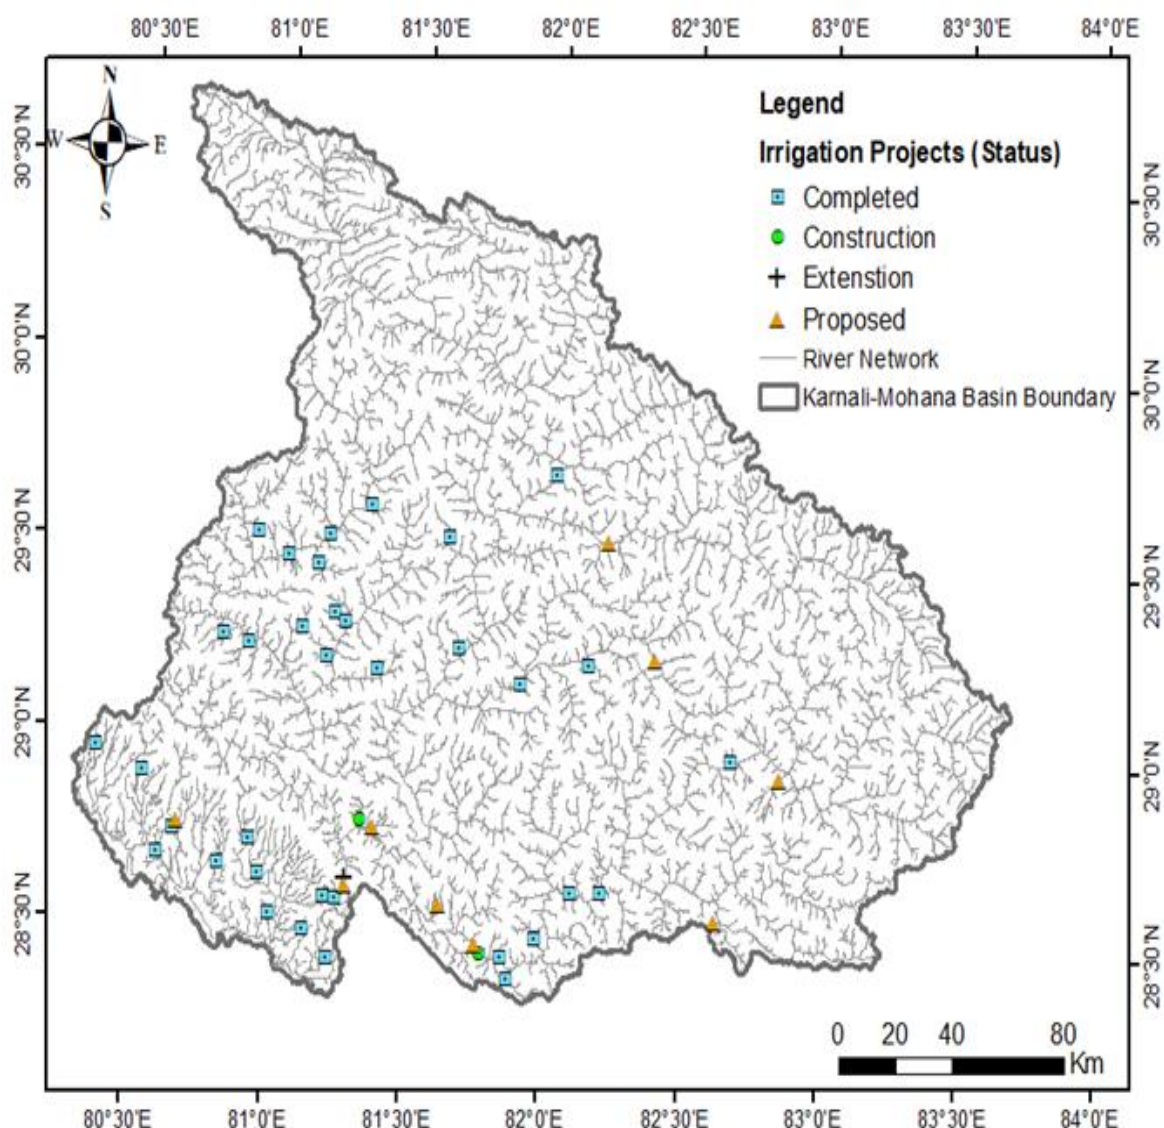 80°30'E 81°0'E 81°30'E 82°0'E 82°30'E 83°0'E 83°30'E 84°0'E
N
W E
S
Legend
Irrigation Projects (Status)
Completed
Construction
Extenstion
Proposed
River Network
Karnali-Mohana Basin Boundary
30°30'N
30°0'N
29°30'N
29°0'N
28°30'N
30°30'N
30°0'N
29°30'N
29°0'N
28°30'N
0 20 40 80
Km
80°30'E 81°0'E 81°30'E 82°0'E 82°30'E 83°0'E 83°30'E 84°0'E